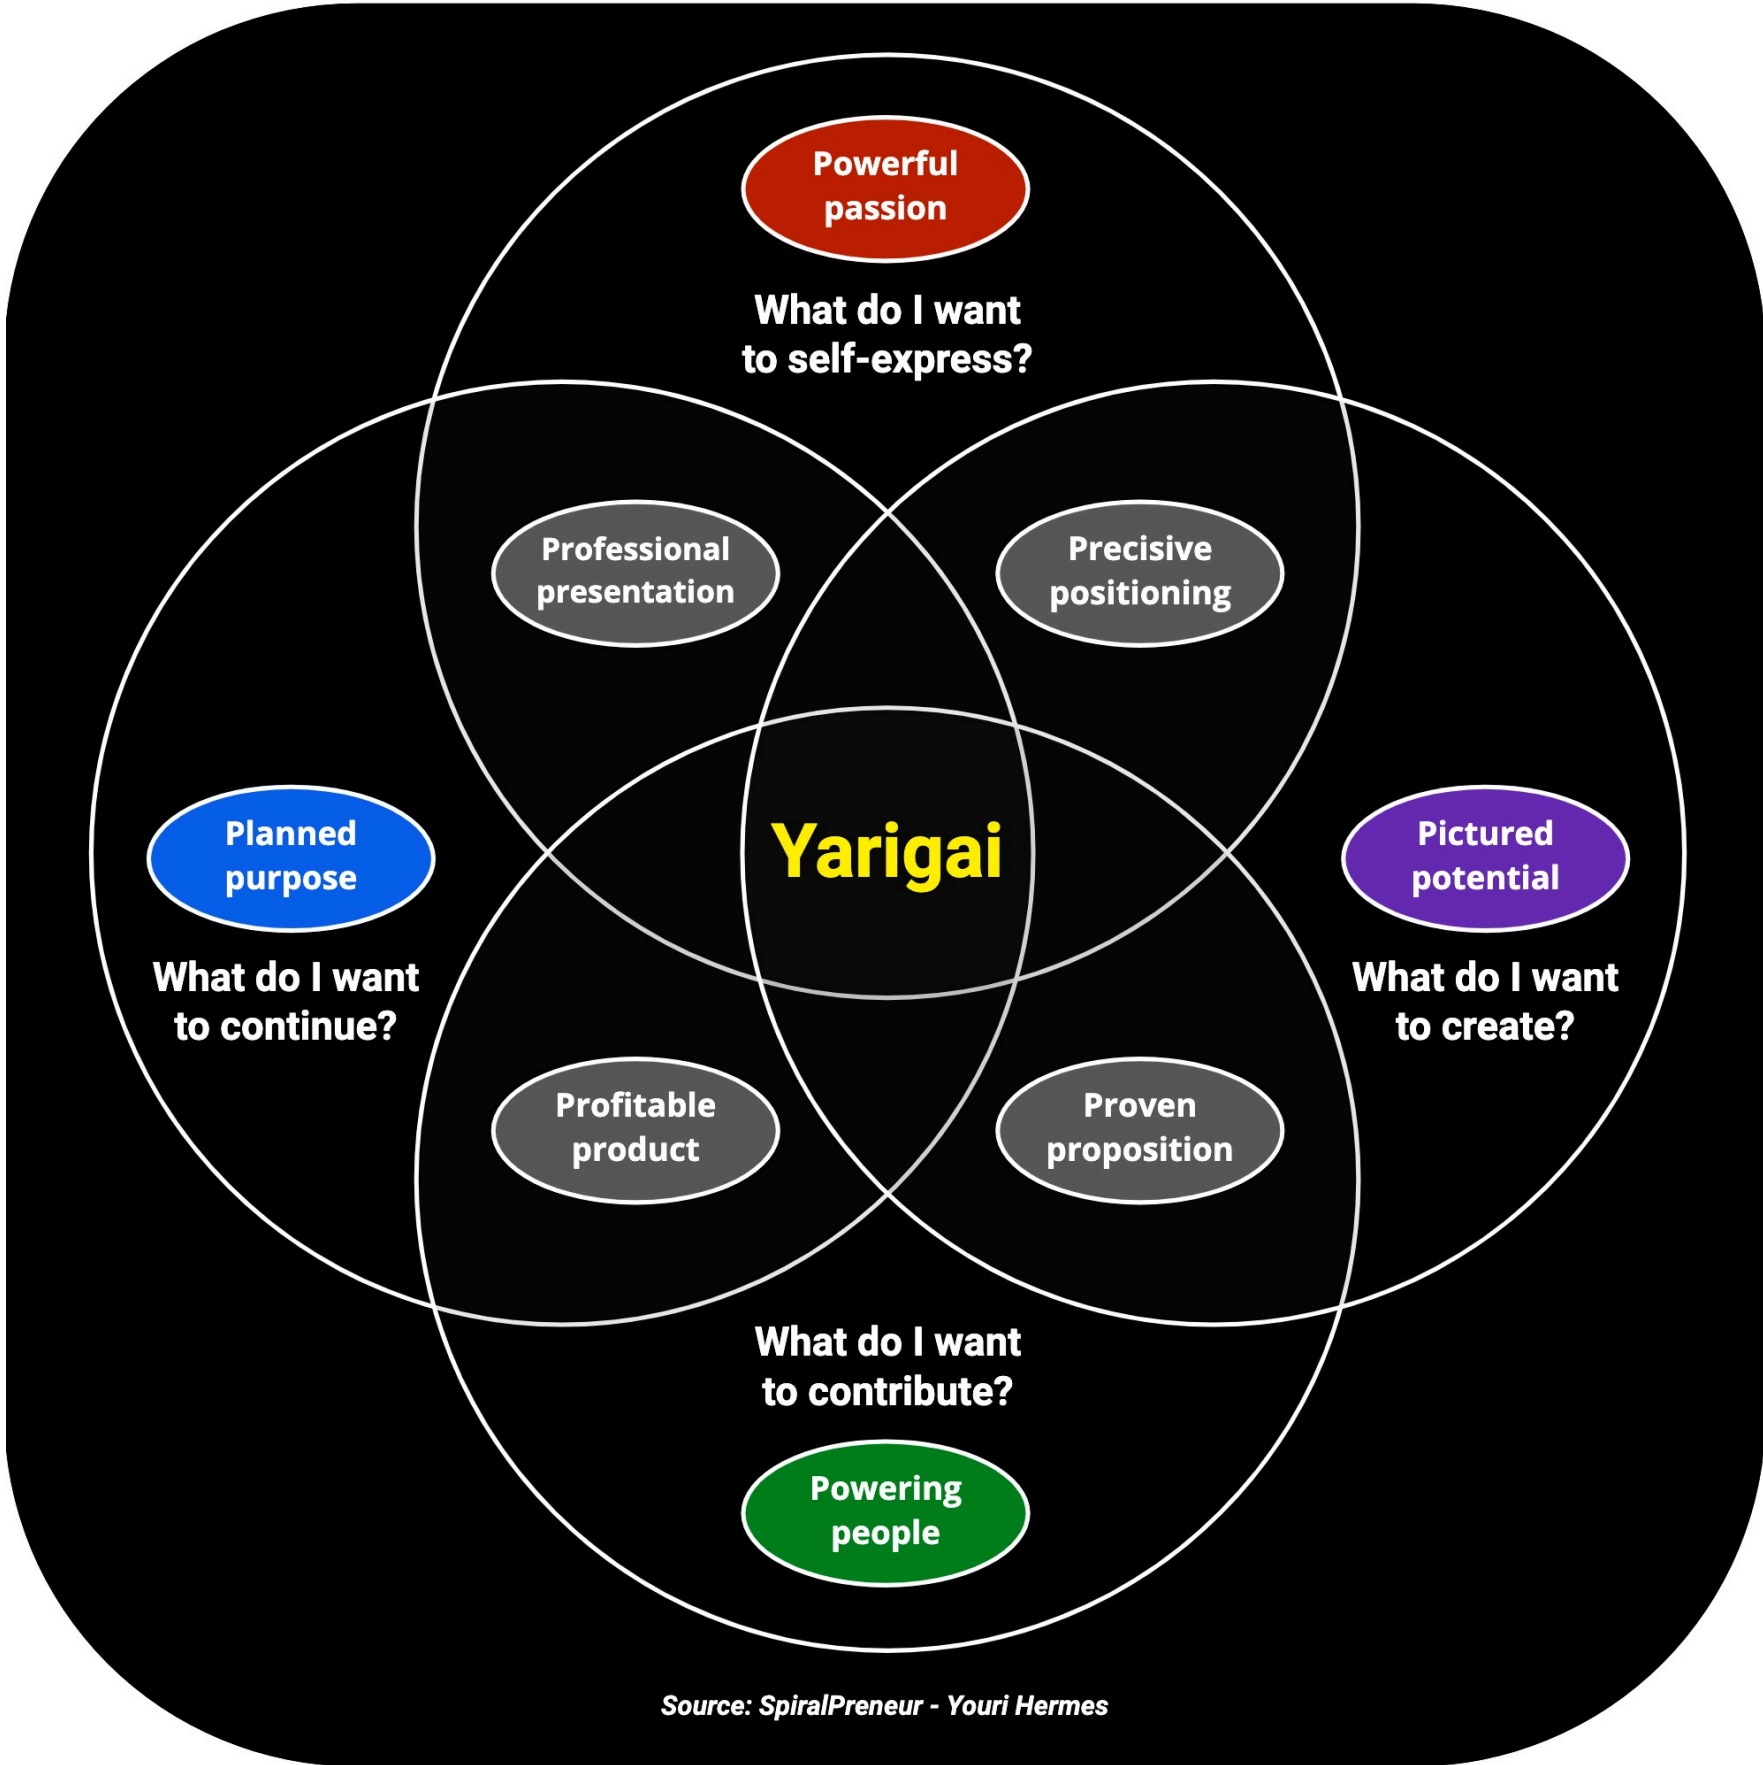 Powerful
passion
What do I want
to self-express?
Professional
presentation
Precisive
positioning
Yarigai
Planned
purpose
What do I want
to continue?
Pictured
potential
What do I want
to create?
Profitable
product
Proven
proposition
What do I want
to contribute?
Powering
people
Source: SpiralPreneur - Youri Hermes